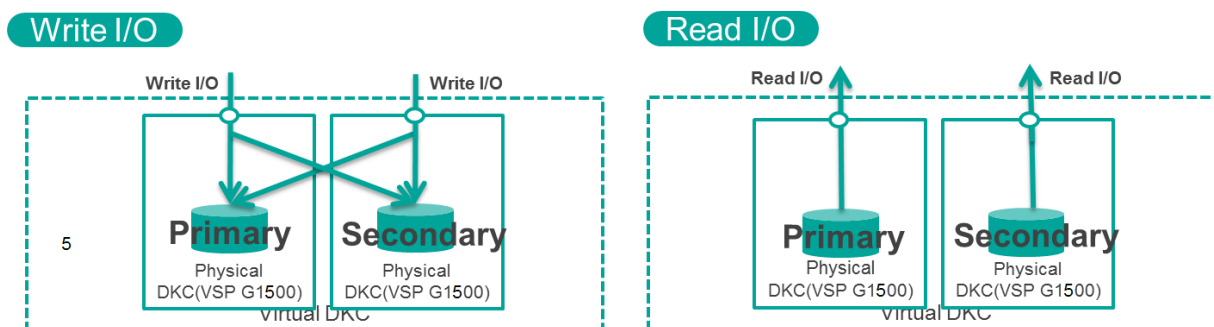 Write I/O
Write I/O
Write I/O
Primary
Secondary
5
Physical
DKC(VSP G1500)
Physical
DKC(VSP G1500)
Virtual DKC
Read I/O
Read I/O
Read I/O
Primary
Secondary
Physical
DKC(VSP G1500)
Physical
DKC(VSP G1500)
Virtual DKC